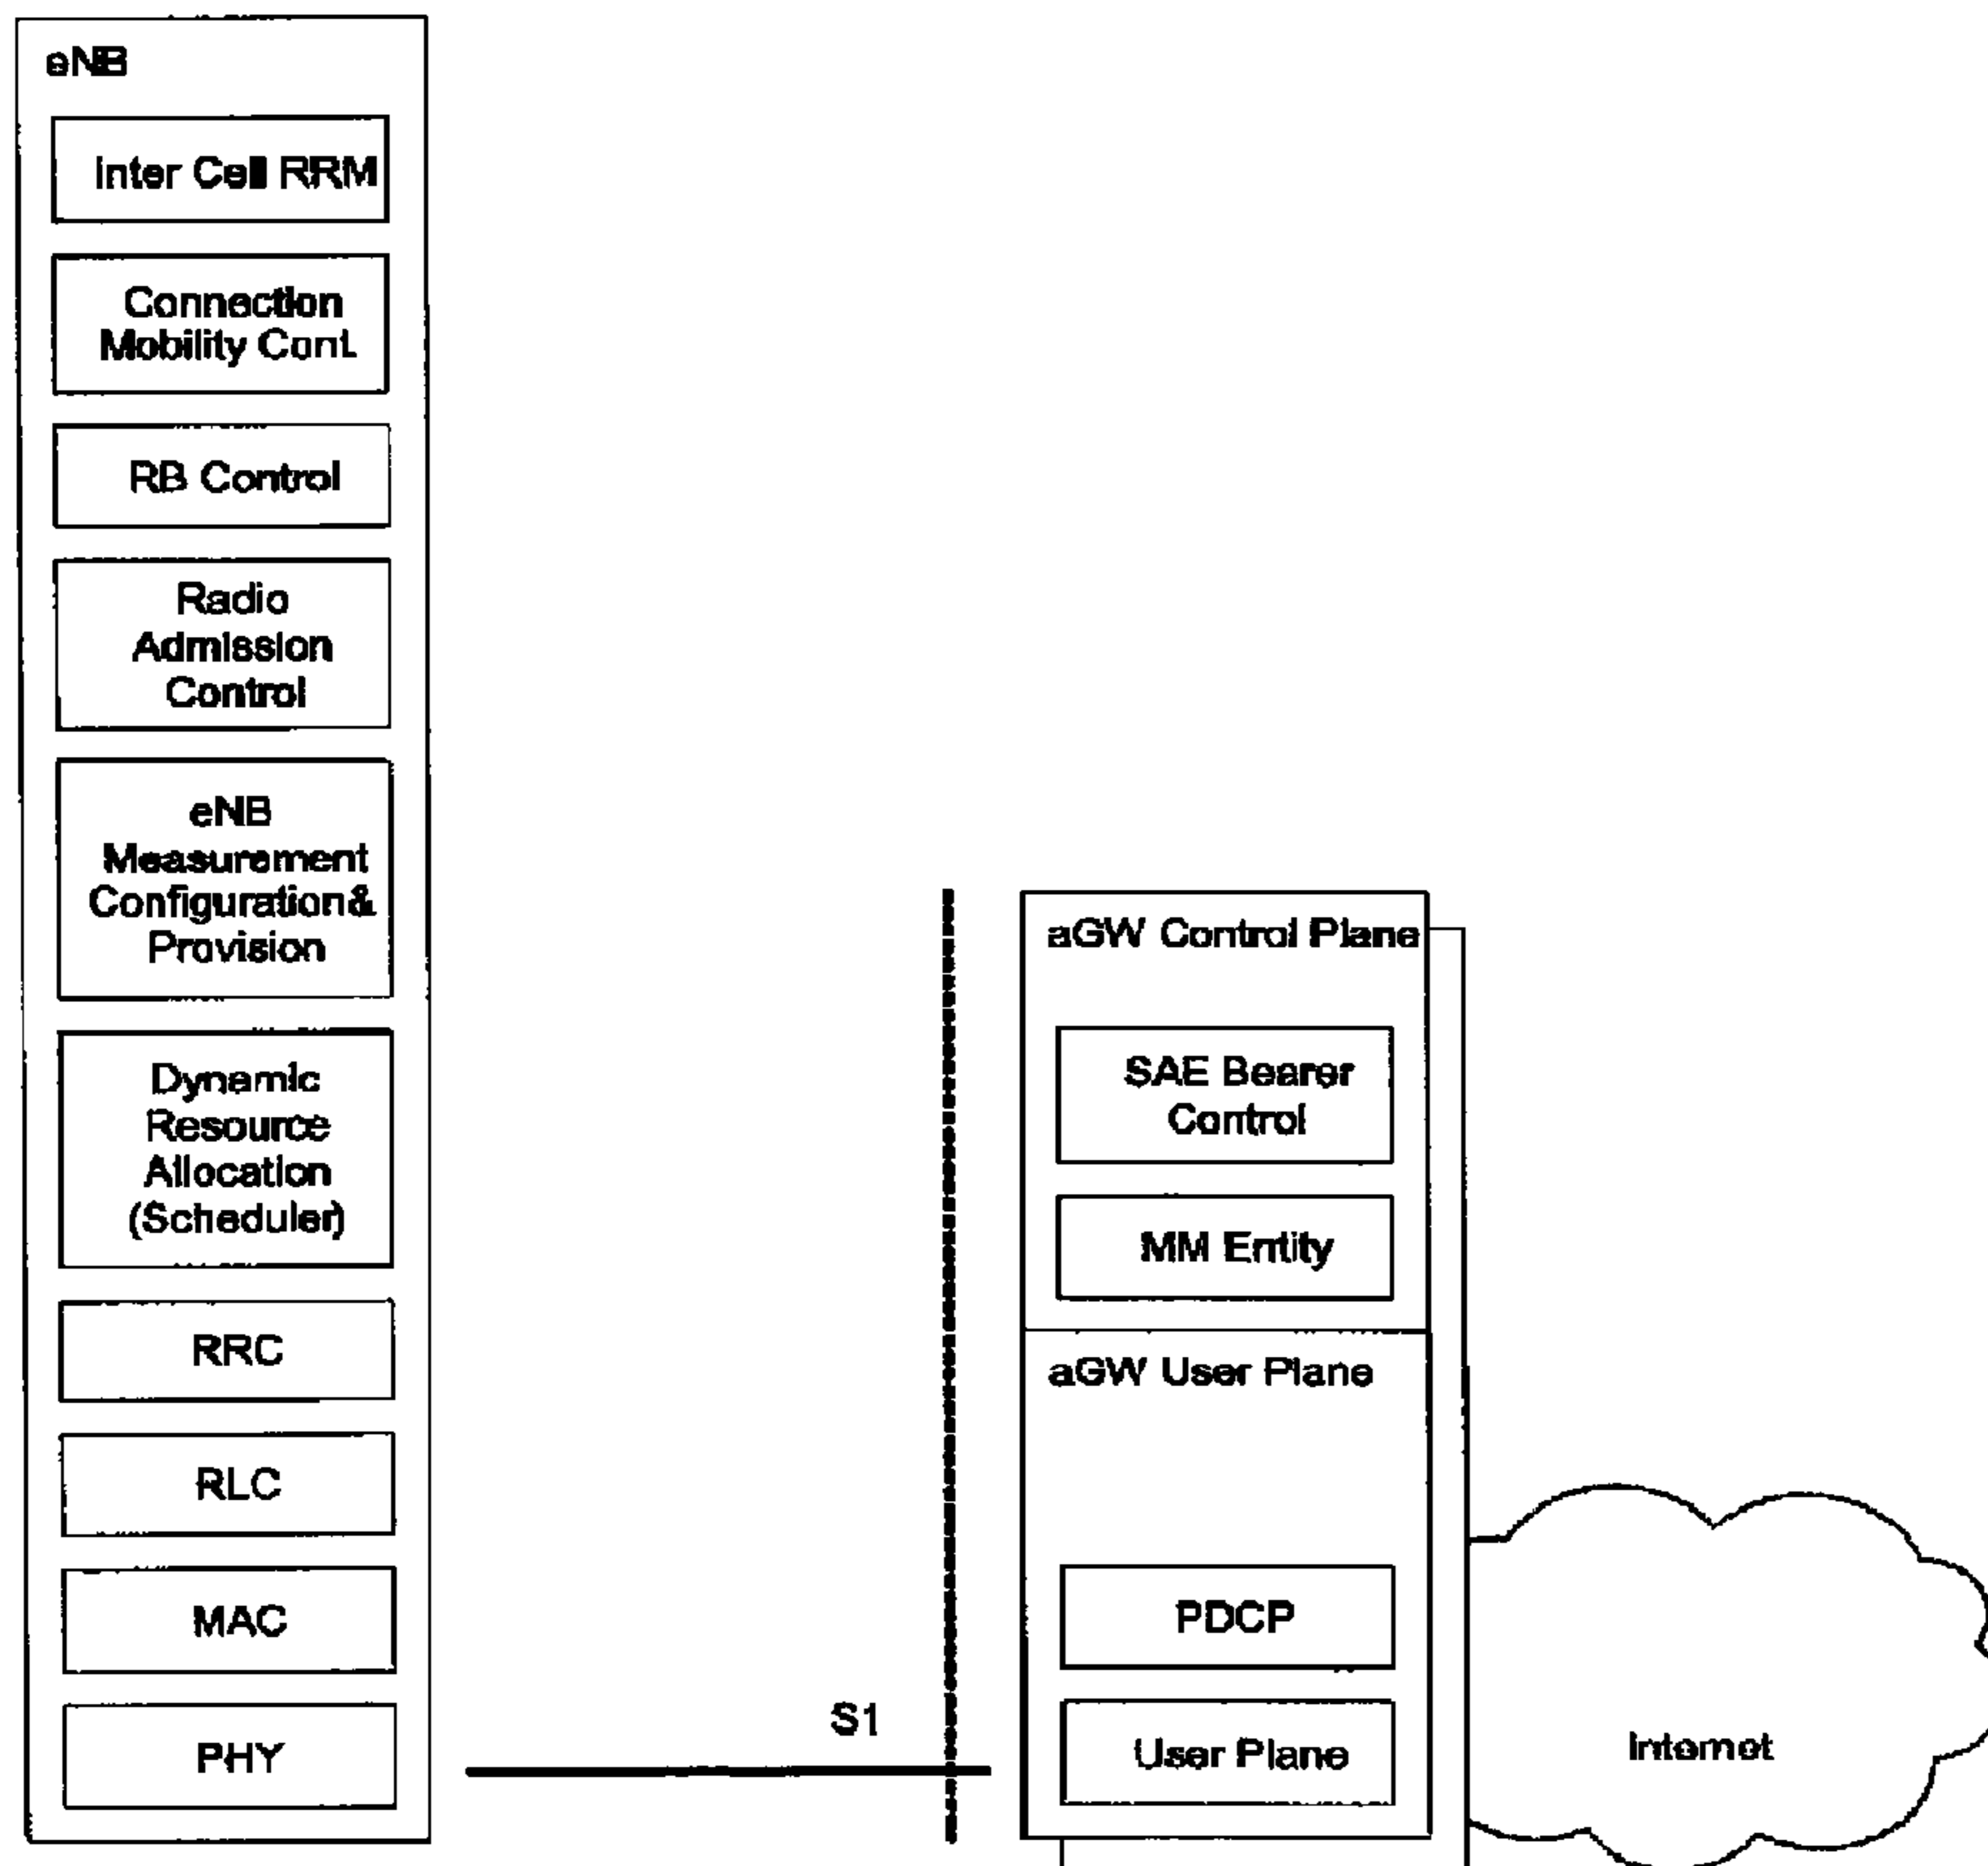 eNB
Inter Cell RRM
Connection
Mobility Cont.
RB Control
Radio
Admission
Control
eNB
Measurement
Configuration&
Provision
Dynamic
Resource
Allocation
(Scheduler)
RRC
RLC
MAC
PHY
S1
aGW Control Plane
SAE Bearer
Control
MM Entity
aGW User Plane
PDCP
User Plane
Internet